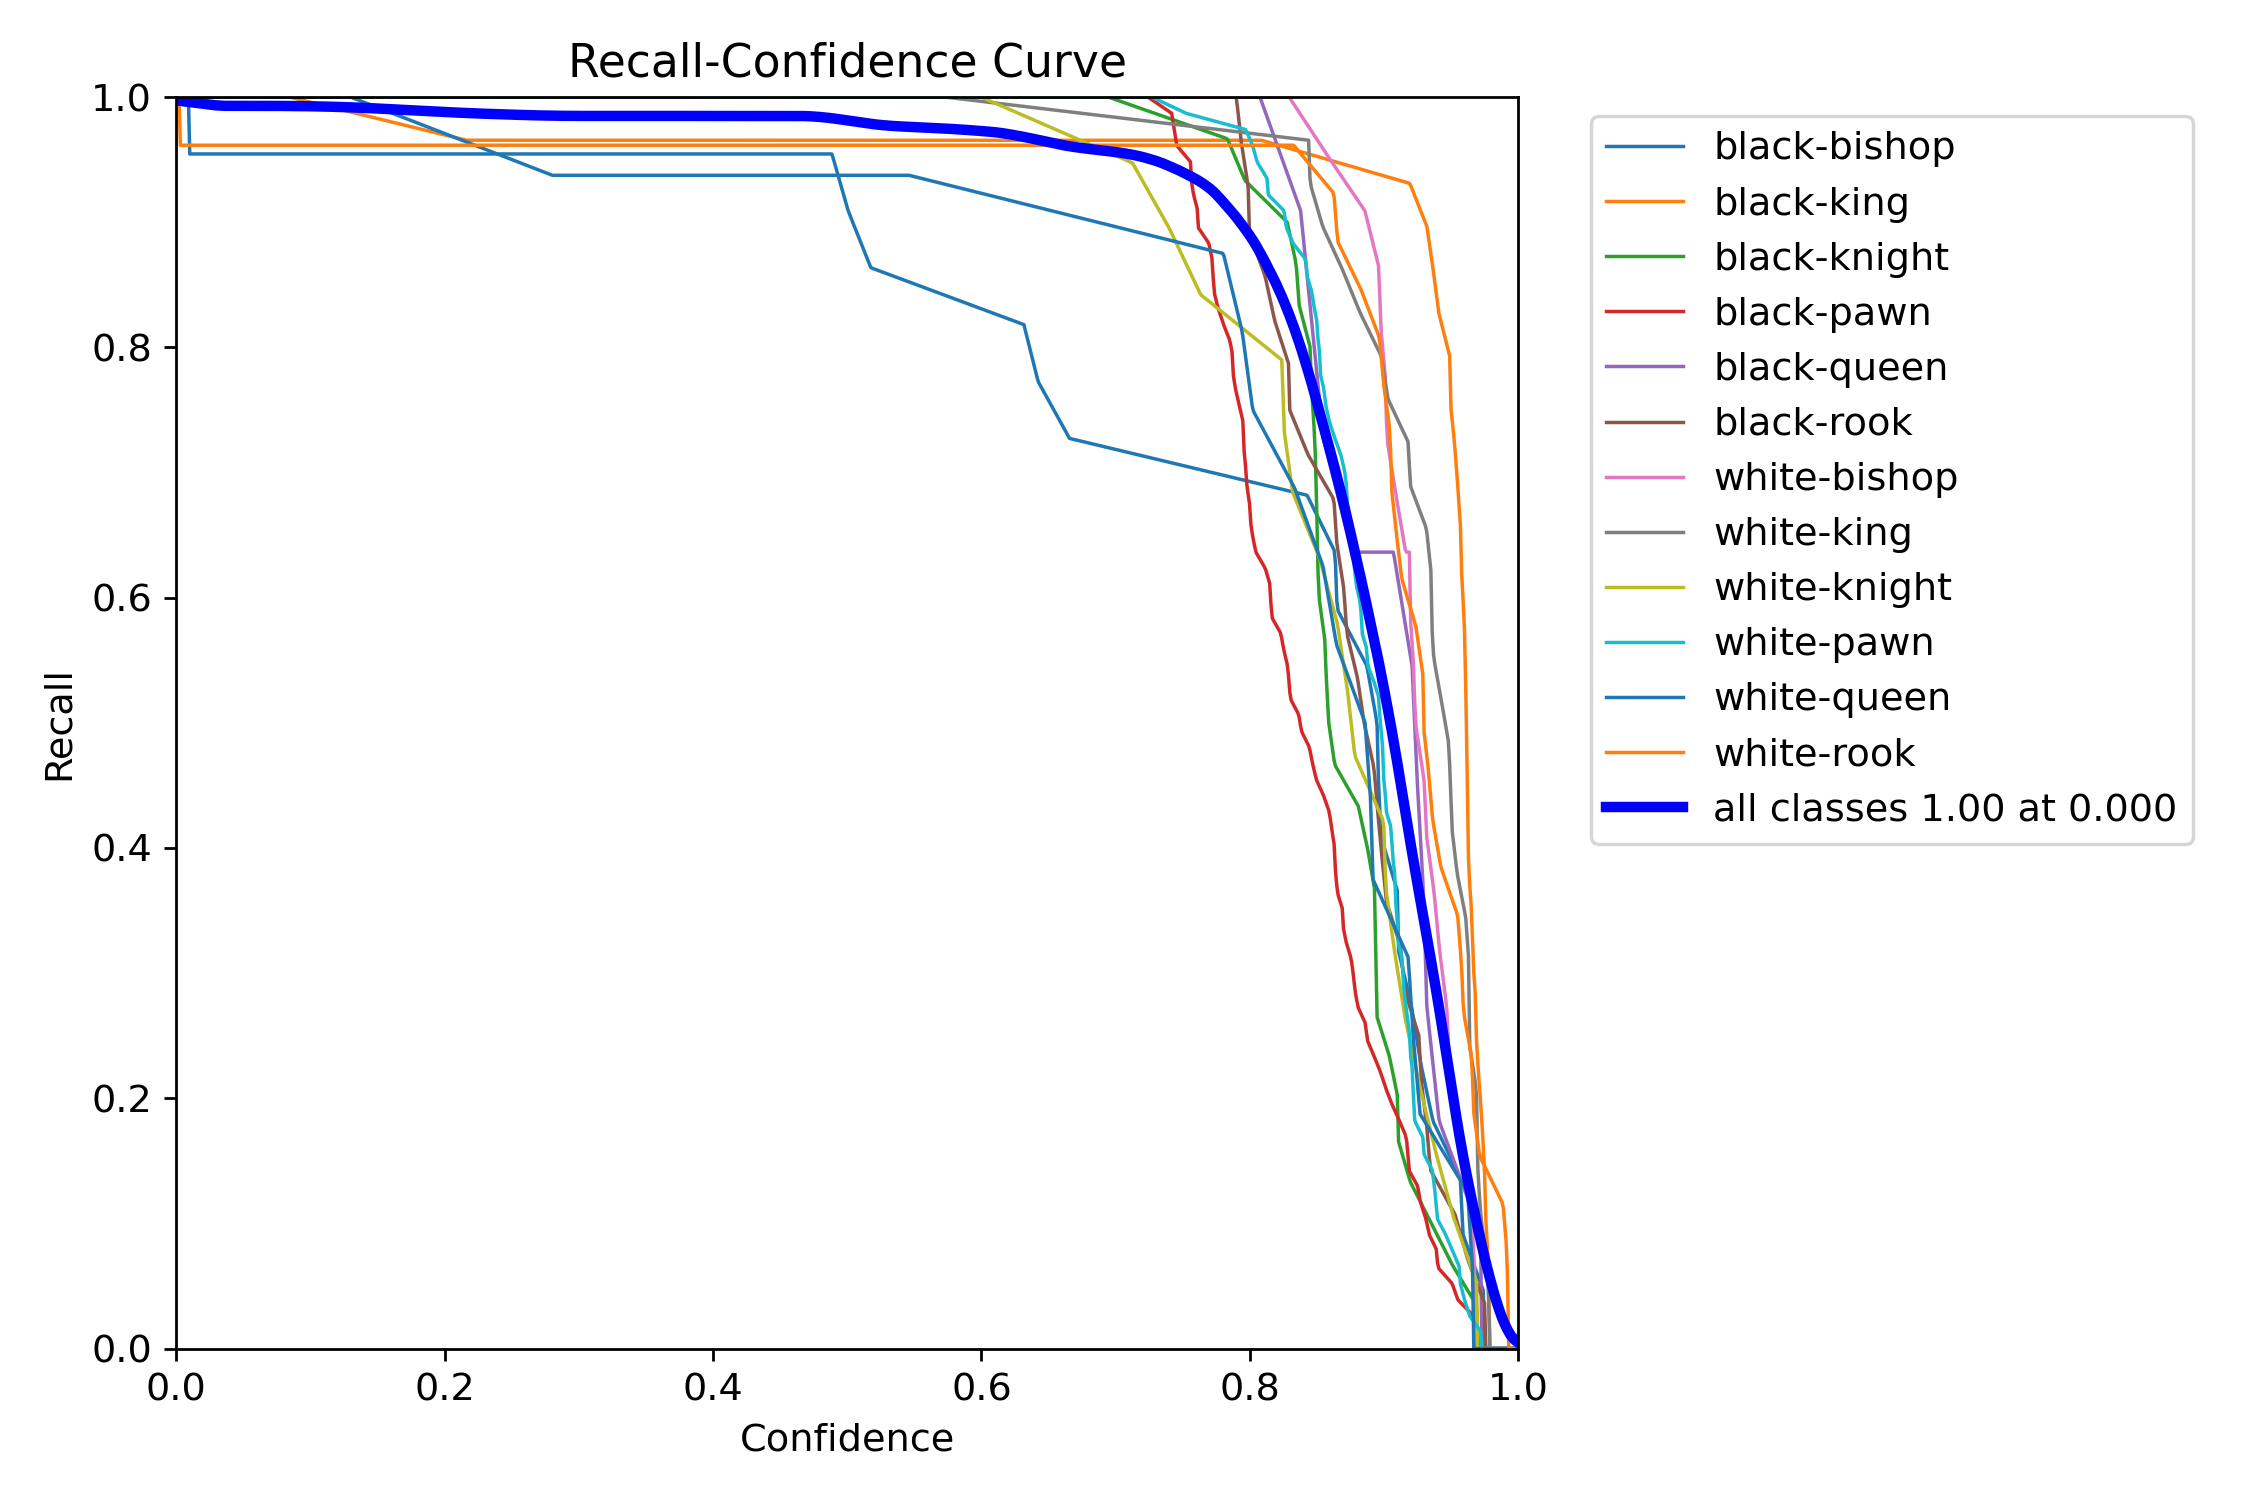 Recall-Confidence Curve
1.0
0.8
0.6
0.4
0.2
0.0
Recall
0.0 0.2 0.4 0.6 0.8 1.0
Confidence
black-bishop
black-king
black-knight
black-pawn
black-queen
black-rook
white-bishop
white-king
white-knight
white-pawn
white-queen
white-rook
all classes 1.00 at 0.000